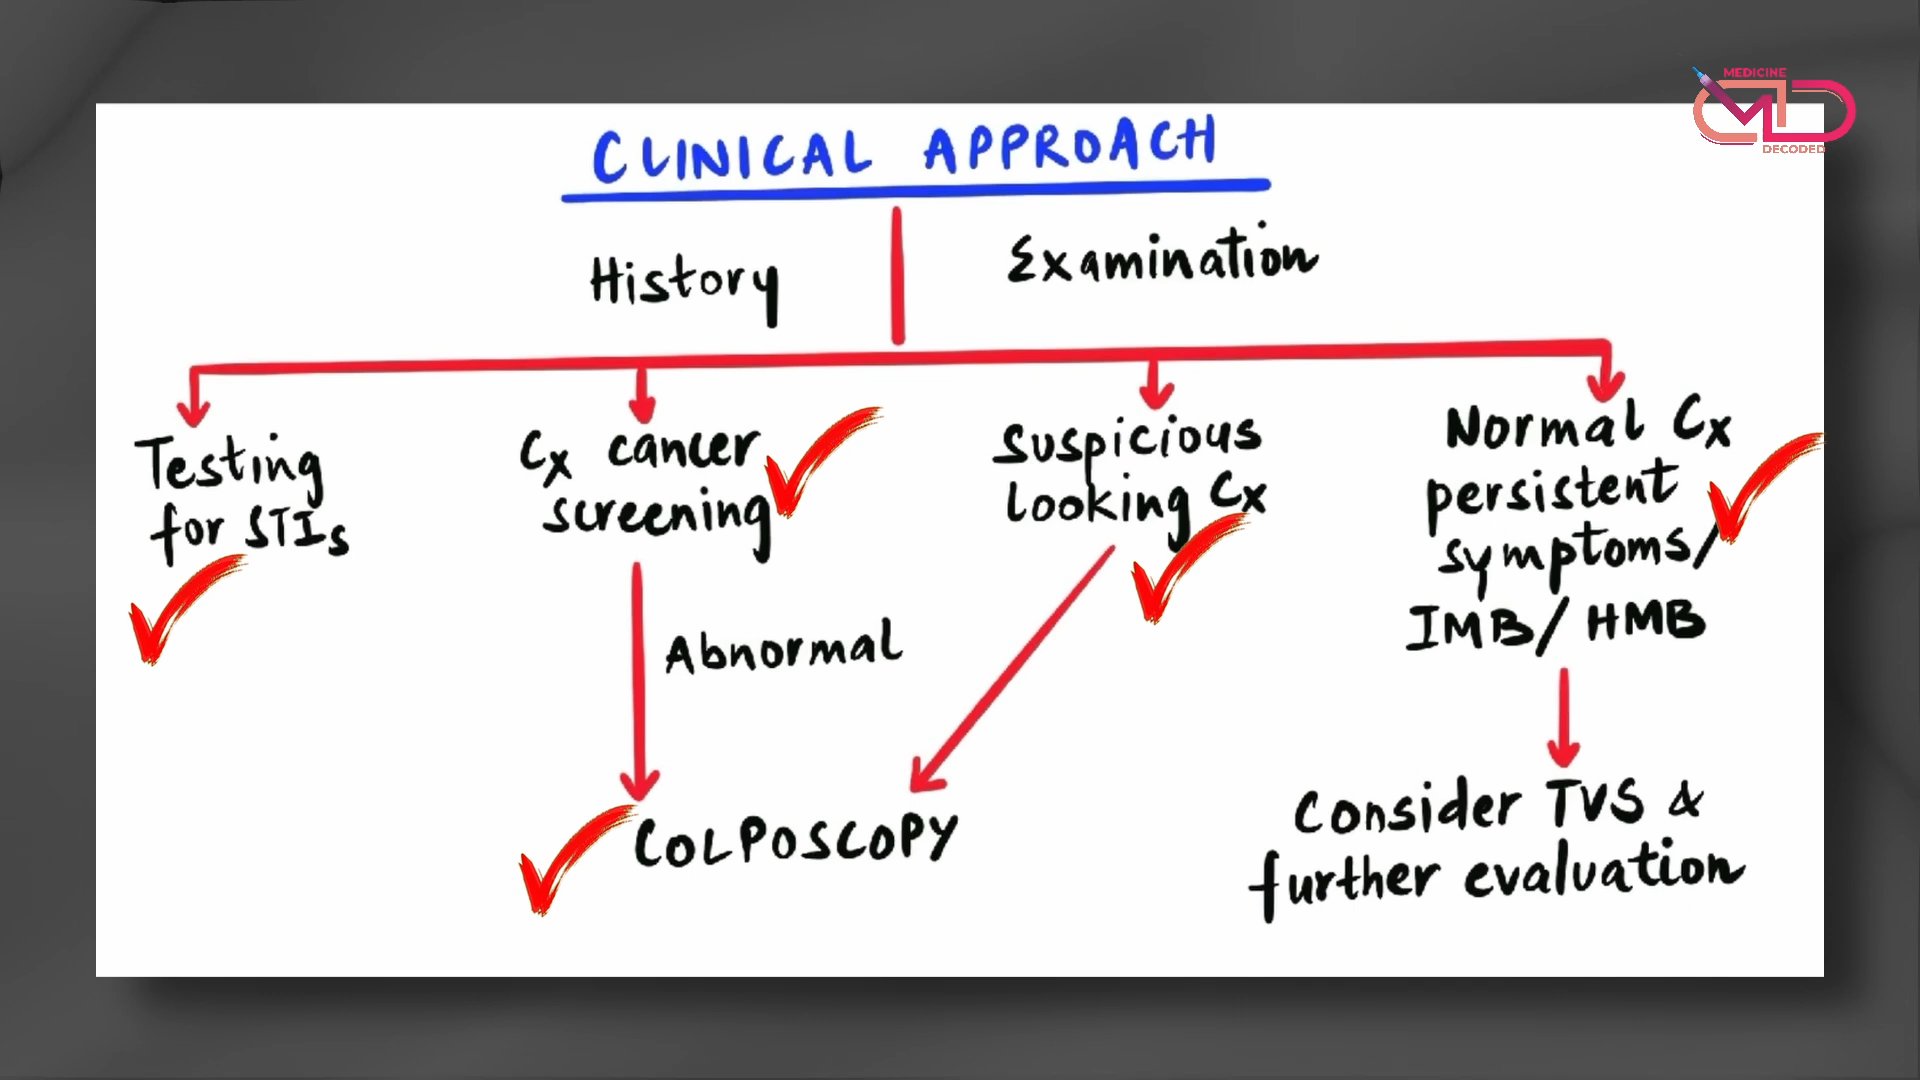 MEDICINE
MD
DECODED
CLINICAL APPROACH
History
Examination
Testing
for STIs
Cx cancer
screening
Suspicious
looking Cx
Normal Cx
persistent
symptoms/
IMB/ HMB
Abnormal
COLPOSCOPY
Consider TVS &
further evaluation